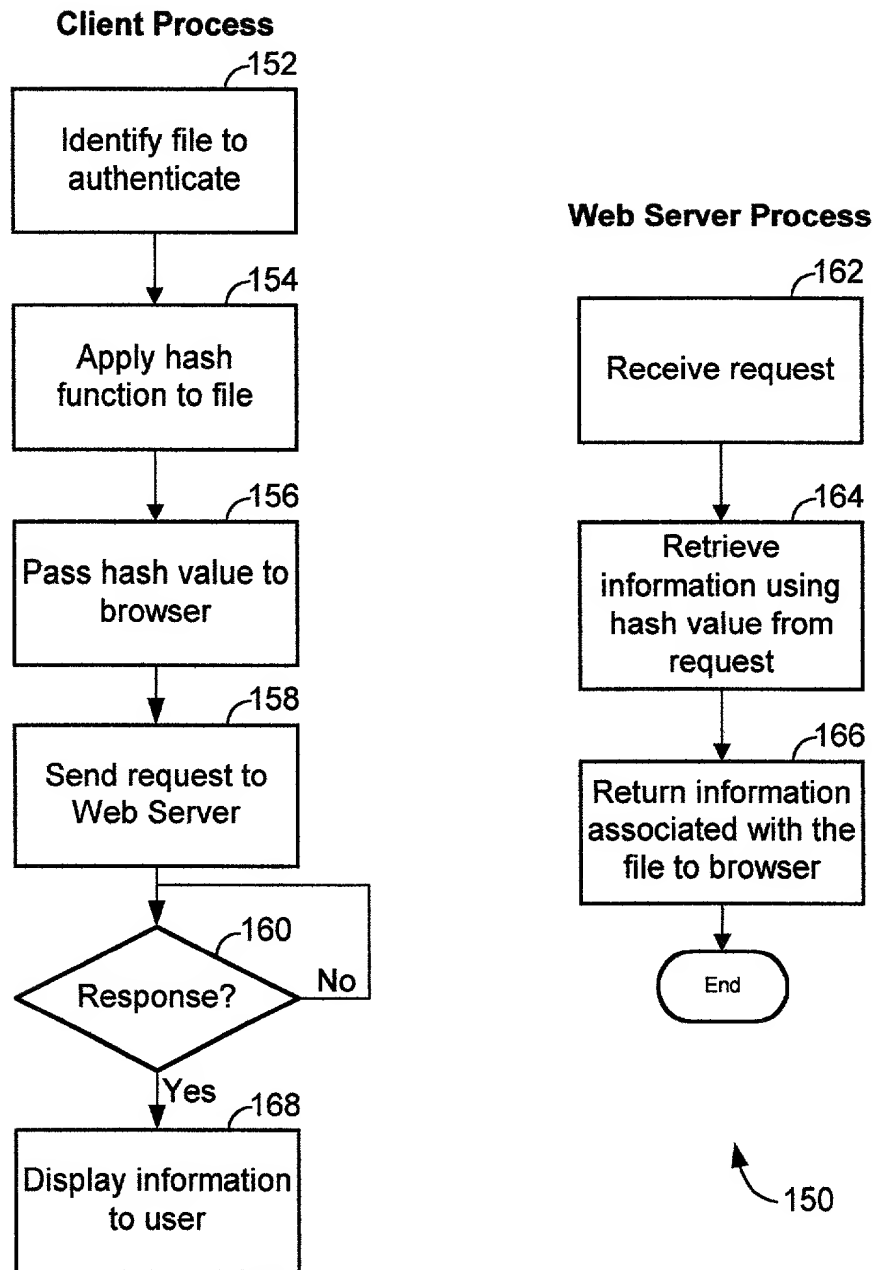 Client Process
152
Identify file to
authenticate
154
Apply hash
function to file
156
Pass hash value to
browser
158
Send request to
Web Server
160
Response?
No
Yes
168
Display information
to user
Web Server Process
162
Receive request
164
Retrieve
information using
hash value from
request
166
Return information
associated with the
file to browser
End
150